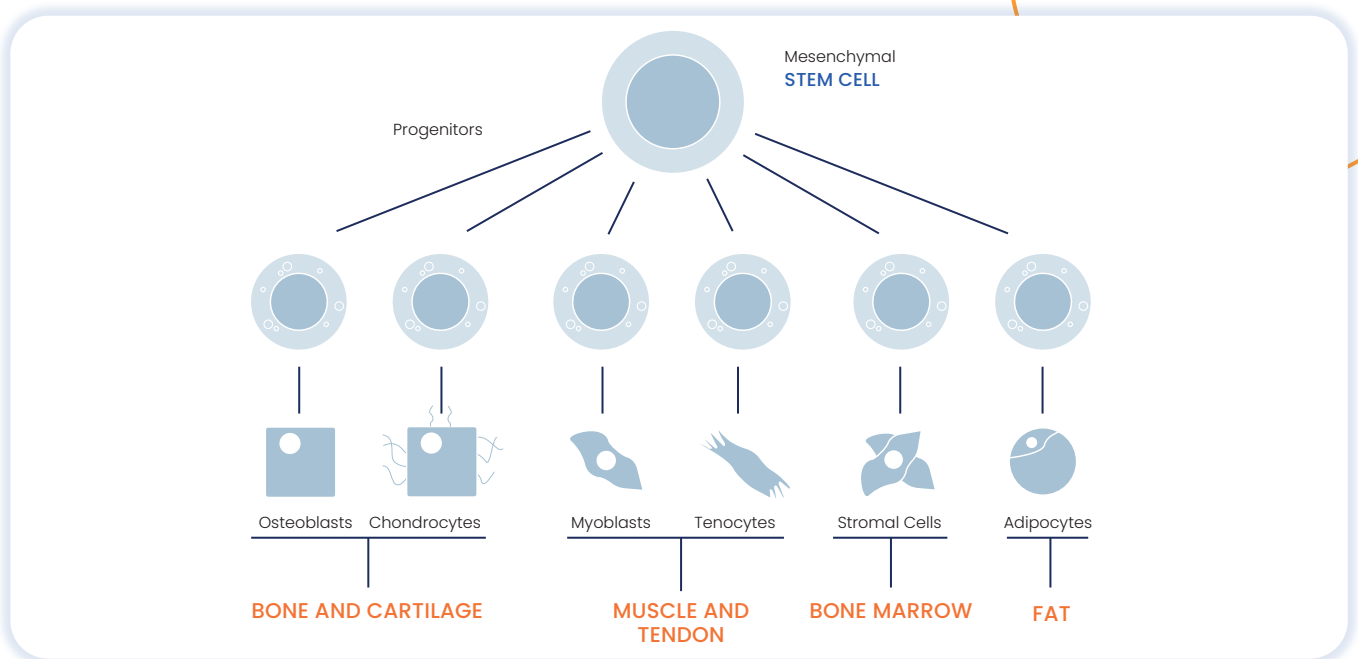 Mesenchymal
STEM CELL
Progenitors
Osteoblasts
Chondrocytes
Myoblasts
Tenocytes
Stromal Cells
Adipocytes
BONE AND CARTILAGE
MUSCLE AND
TENDON
BONE MARROW
FAT